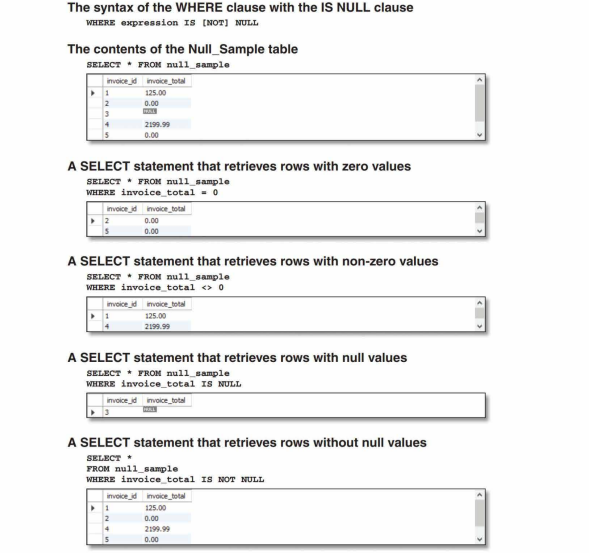 The syntax of the WHERE clause with the IS NULL clause
WHERE expression IS [NOT] NULL
The contents of the Null_Sample table
SELECT * FROM null_sample
invoice_id invoice_total
1 125.00
2 0.00
3 NULL
4 2199.99
5 0.00
A SELECT statement that retrieves rows with zero values
SELECT * FROM null_sample
WHERE invoice_total = 0
invoice_id invoice_total
2 0.00
5 0.00
A SELECT statement that retrieves rows with non-zero values
SELECT * FROM null_sample
WHERE invoice_total <> 0
invoice_id invoice_total
1 125.00
4 2199.99
A SELECT statement that retrieves rows with null values
SELECT * FROM null_sample
WHERE invoice_total IS NULL
invoice_id invoice_total
3 NULL
A SELECT statement that retrieves rows without null values
SELECT *
FROM null_sample
WHERE invoice_total IS NOT NULL
invoice_id invoice_total
1 125.00
2 0.00
4 2199.99
5 0.00